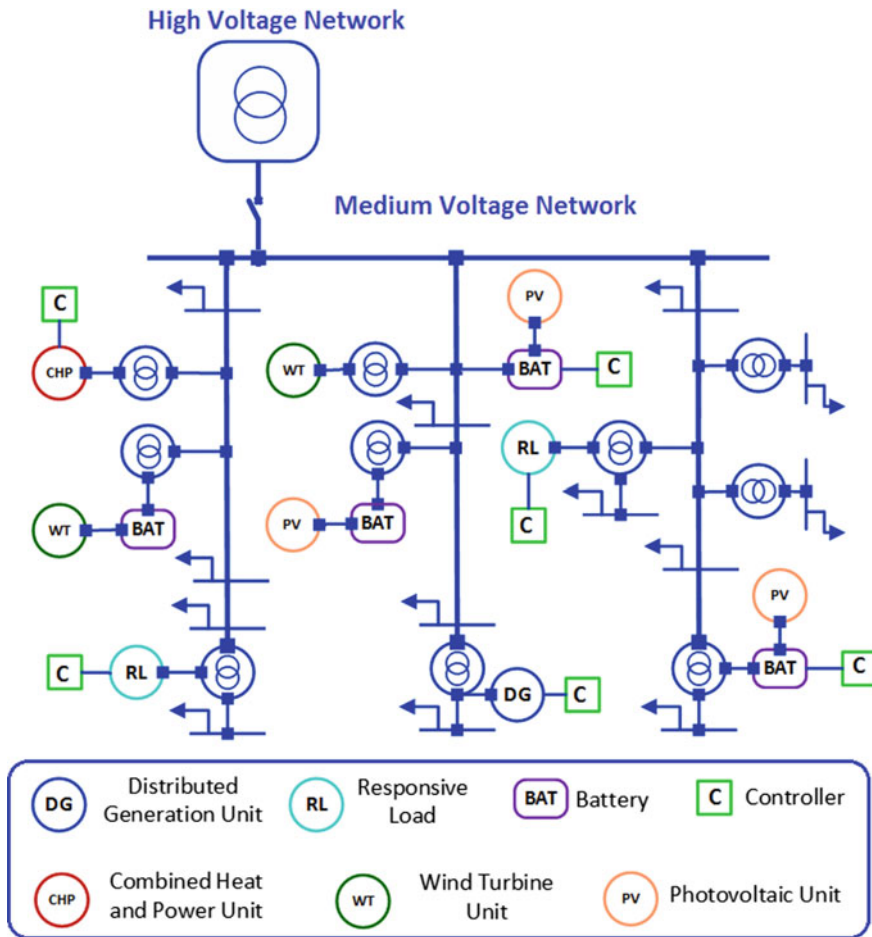 High Voltage Network
Medium Voltage Network
C
PV
CHP
WT
BAT
C
RL
WT
BAT
PV
BAT
C
PV
C
RL
BAT
C
DG
C
DG
Distributed
Generation Unit
RL
Responsive
Load
BAT
Battery
C
Controller
CHP
Combined Heat
and Power Unit
WT
Wind Turbine
Unit
PV
Photovoltaic Unit